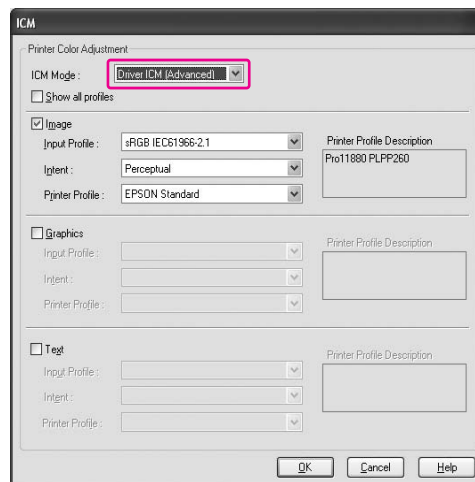 ICM
Printer Color Adjustment
ICM Mode : Driver ICM (Advanced)
Show all profiles
Image
Input Profile : sRGB IEC61966-2.1
Printer Profile Description
Pro11880 PLPP260
Intent : Perceptual
Printer Profile : EPSON Standard
Graphics
Input Profile :
Printer Profile Description
Intent :
Printer Profile :
Text
Input Profile :
Printer Profile Description
Intent :
Printer Profile :
OK Cancel Help